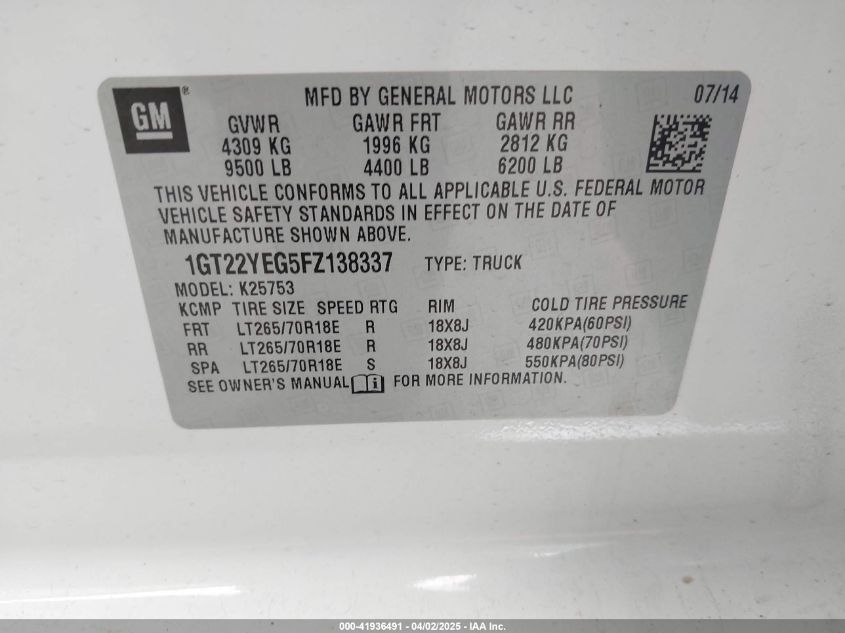 GM®
MFD BY GENERAL MOTORS LLC 07/14
GVWR GAWR FRT GAWR RR
4309 KG 1996 KG 2812 KG
9500 LB 4400 LB 6200 LB
THIS VEHICLE CONFORMS TO ALL APPLICABLE U.S. FEDERAL MOTOR
VEHICLE SAFETY STANDARDS IN EFFECT ON THE DATE OF
MANUFACTURE SHOWN ABOVE.
1GT22YEG5FZ138337 TYPE: TRUCK
MODEL: K25753
KCMP TIRE SIZE SPEED RTG RIM COLD TIRE PRESSURE
FRT LT265/70R18E R 18X8J 420KPA(60PSI)
RR LT265/70R18E R 18X8J 480KPA(70PSI)
SPA LT265/70R18E S 18X8J 550KPA(80PSI)
SEE OWNER'S MANUAL FOR MORE INFORMATION.
000-41936491 - 04/02/2025 - IAA Inc.